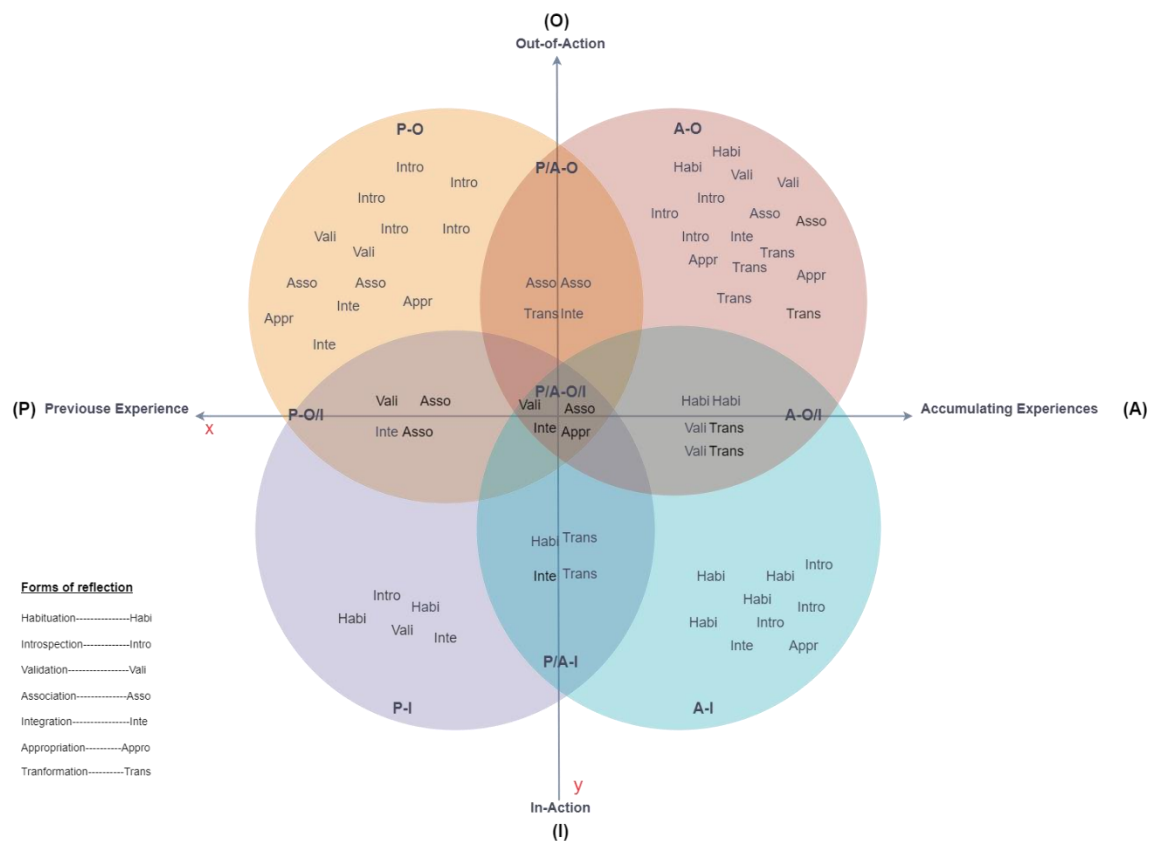 (O)
Out-of-Action
P-O
A-O
Habi
Intro
P/A-O
Habi
Vali
Intro
Vali
Intro
Intro
Intro
Asso
Asso
Vali
Intro
Intro
Intro
Inte
Vali
Trans
Appr
Trans
Appr
Asso
Asso
Asso Asso
Inte
Appr
Trans
Appr
Trans Inte
Trans
Inte
P/A-O/I
(P) Previouse Experience
P-O/I
Vali Asso
Vali Asso
Habi Habi
A-O/I
Accumulating Experiences (A)
x
Inte Asso
Inte Appr
Vali Trans
Vali Trans
Habi Trans
Inte Trans
Intro
Habi
Habi
Intro
Habi
Habi
Intro
Habi
Vali
Inte
Habi
Intro
Inte
Appr
P/A-I
P-I
A-I
Forms of reflection
Habituation---------------Habi
Introspection-------------Intro
Validation-----------------Vali
Association--------------Asso
Integration---------------Inte
Appropriation----------Appro
Tranformation----------Trans
y
In-Action
(I)